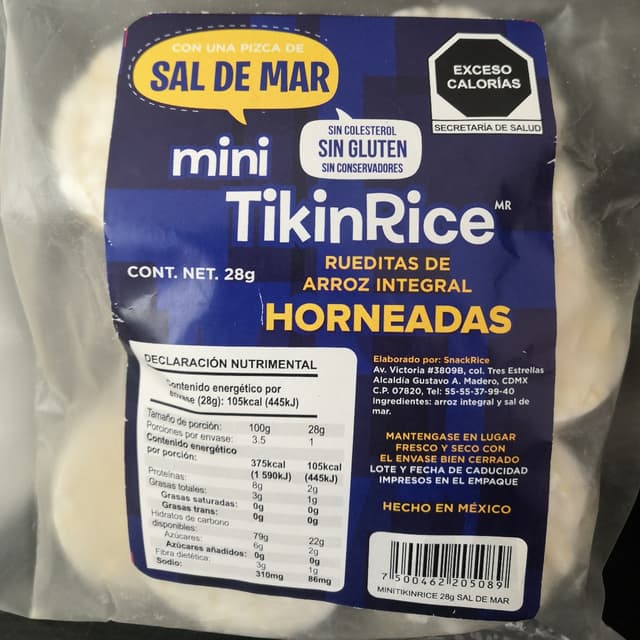 CON UNA PIZCA DE
SAL DE MAR
EXCESO
CALORÍAS
SECRETARÍA DE SALUD
SIN COLESTEROL
SIN GLUTEN
SIN CONSERVADORES
mini
TikinRice MR
CONT. NET. 28g
RUEDITAS DE
ARROZ INTEGRAL
HORNEADAS
DECLARACIÓN NUTRIMENTAL
Contenido energético por
envase (28g): 105kcal (445kJ)
Tamaño de porción: 100g 28g
Porciones por envase: 3.5 1
Contenido energético
por porción: 375kcal 105kcal
(1 590kJ) (445kJ)
Proteínas: 8g 2g
Grasas totales: 3g 1g
Grasas saturadas: 0g 0g
Grasas trans: 0g 0g
Hidratos de carbono
disponibles: 79g 22g
Azúcares: 6g 2g
Azúcares añadidos: 0g 0g
Fibra dietética: 3g 1g
Sodio: 310mg 86mg
Elaborado por: SnackRice
Av. Victoria #3809B, col. Tres Estrellas
Alcaldía Gustavo A. Madero, CDMX
C.P. 07820, Tel: 55-55-37-99-40
Ingredientes: arroz integral y sal de
mar.
MANTENGASE EN LUGAR
FRESCO Y SECO CON
EL ENVASE BIEN CERRADO
LOTE Y FECHA DE CADUCIDAD
IMPRESOS EN EL EMPAQUE
HECHO EN MÉXICO
7 500462 205089
MINITIKINRICE 28g SAL DE MAR